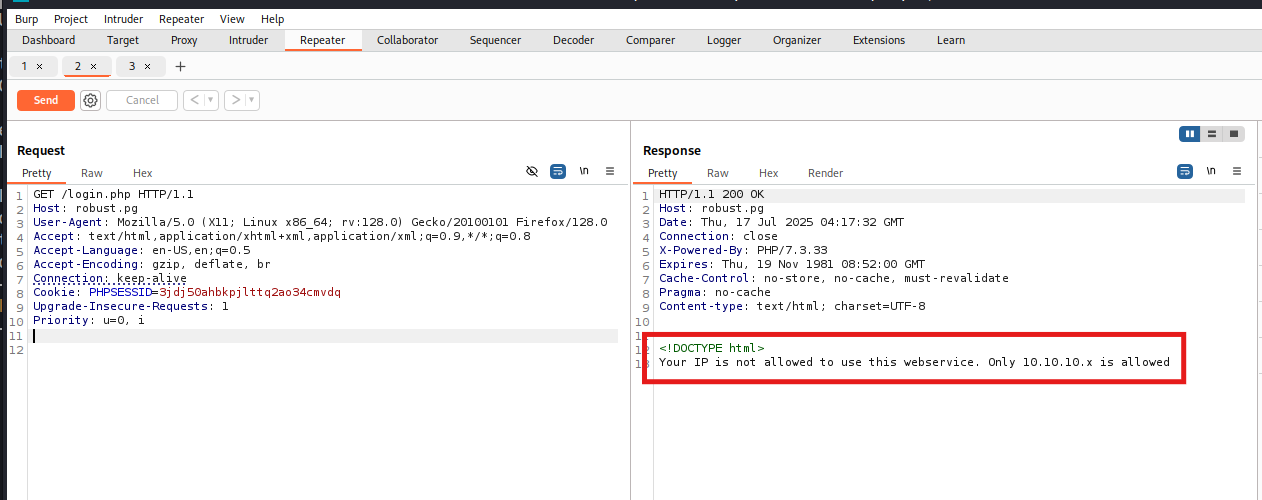 Burp Project Intruder Repeater View Help
Dashboard Target Proxy Intruder Repeater Collaborator Sequencer Decoder Comparer Logger Organizer Extensions Learn
1 × 2 × 3 × +
Send Cancel < >
Request
Pretty Raw Hex \n
1 GET /login.php HTTP/1.1
2 Host: robust.pg
3 User-Agent: Mozilla/5.0 (X11; Linux x86_64; rv:128.0) Gecko/20100101 Firefox/128.0
4 Accept: text/html,application/xhtml+xml,application/xml;q=0.9,*/*;q=0.8
5 Accept-Language: en-US,en;q=0.5
6 Accept-Encoding: gzip, deflate, br
7 Connection: keep-alive
8 Cookie: PHPSESSID=3jdj50ahbkpjlttq2ao34cmvdq
9 Upgrade-Insecure-Requests: 1
10 Priority: u=0, i
11
12
Response
Pretty Raw Hex Render \n
1 HTTP/1.1 200 OK
2 Host: robust.pg
3 Date: Thu, 17 Jul 2025 04:17:32 GMT
4 Connection: close
5 X-Powered-By: PHP/7.3.33
6 Expires: Thu, 19 Nov 1981 08:52:00 GMT
7 Cache-Control: no-store, no-cache, must-revalidate
8 Pragma: no-cache
9 Content-type: text/html; charset=UTF-8
10
11
12 <!DOCTYPE html>
13 Your IP is not allowed to use this webservice. Only 10.10.10.x is allowed